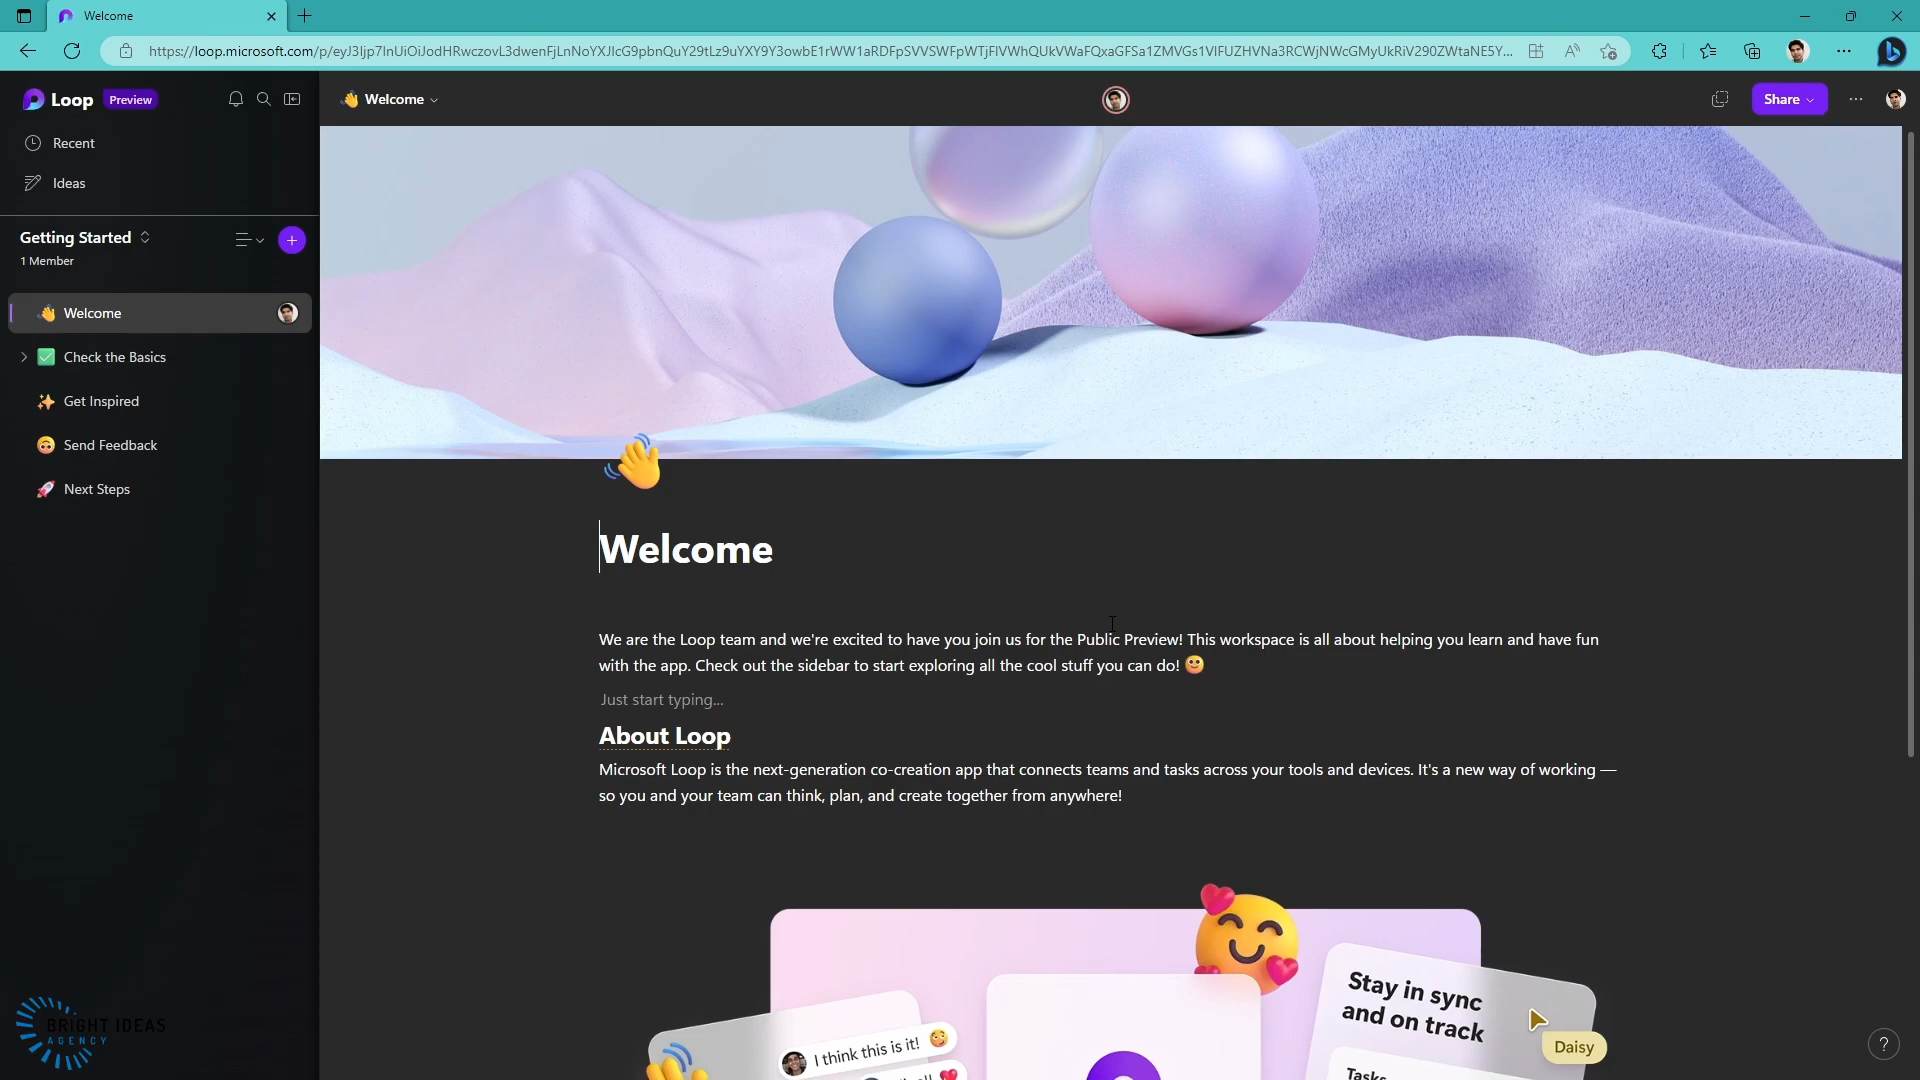 Welcome
https://loop.microsoft.com/p/
Loop
Preview
Welcome
Share
Recent
Ideas
Getting Started
1 Member
Welcome
Check the Basics
Get Inspired
Send Feedback
Next Steps
Welcome
We are the Loop team and we're excited to have you join us for the Public Preview! This workspace is all about helping you learn and have fun
with the app. Check out the sidebar to start exploring all the cool stuff you can do!
Just start typing...
About Loop
Microsoft Loop is the next-generation co-creation app that connects teams and tasks across your tools and devices. It's a new way of working —
so you and your team can think, plan, and create together from anywhere!
Stay in sync
and on track
Daisy
I think this is it!
Tasks
BRIGHT IDEAS
AGENCY
?